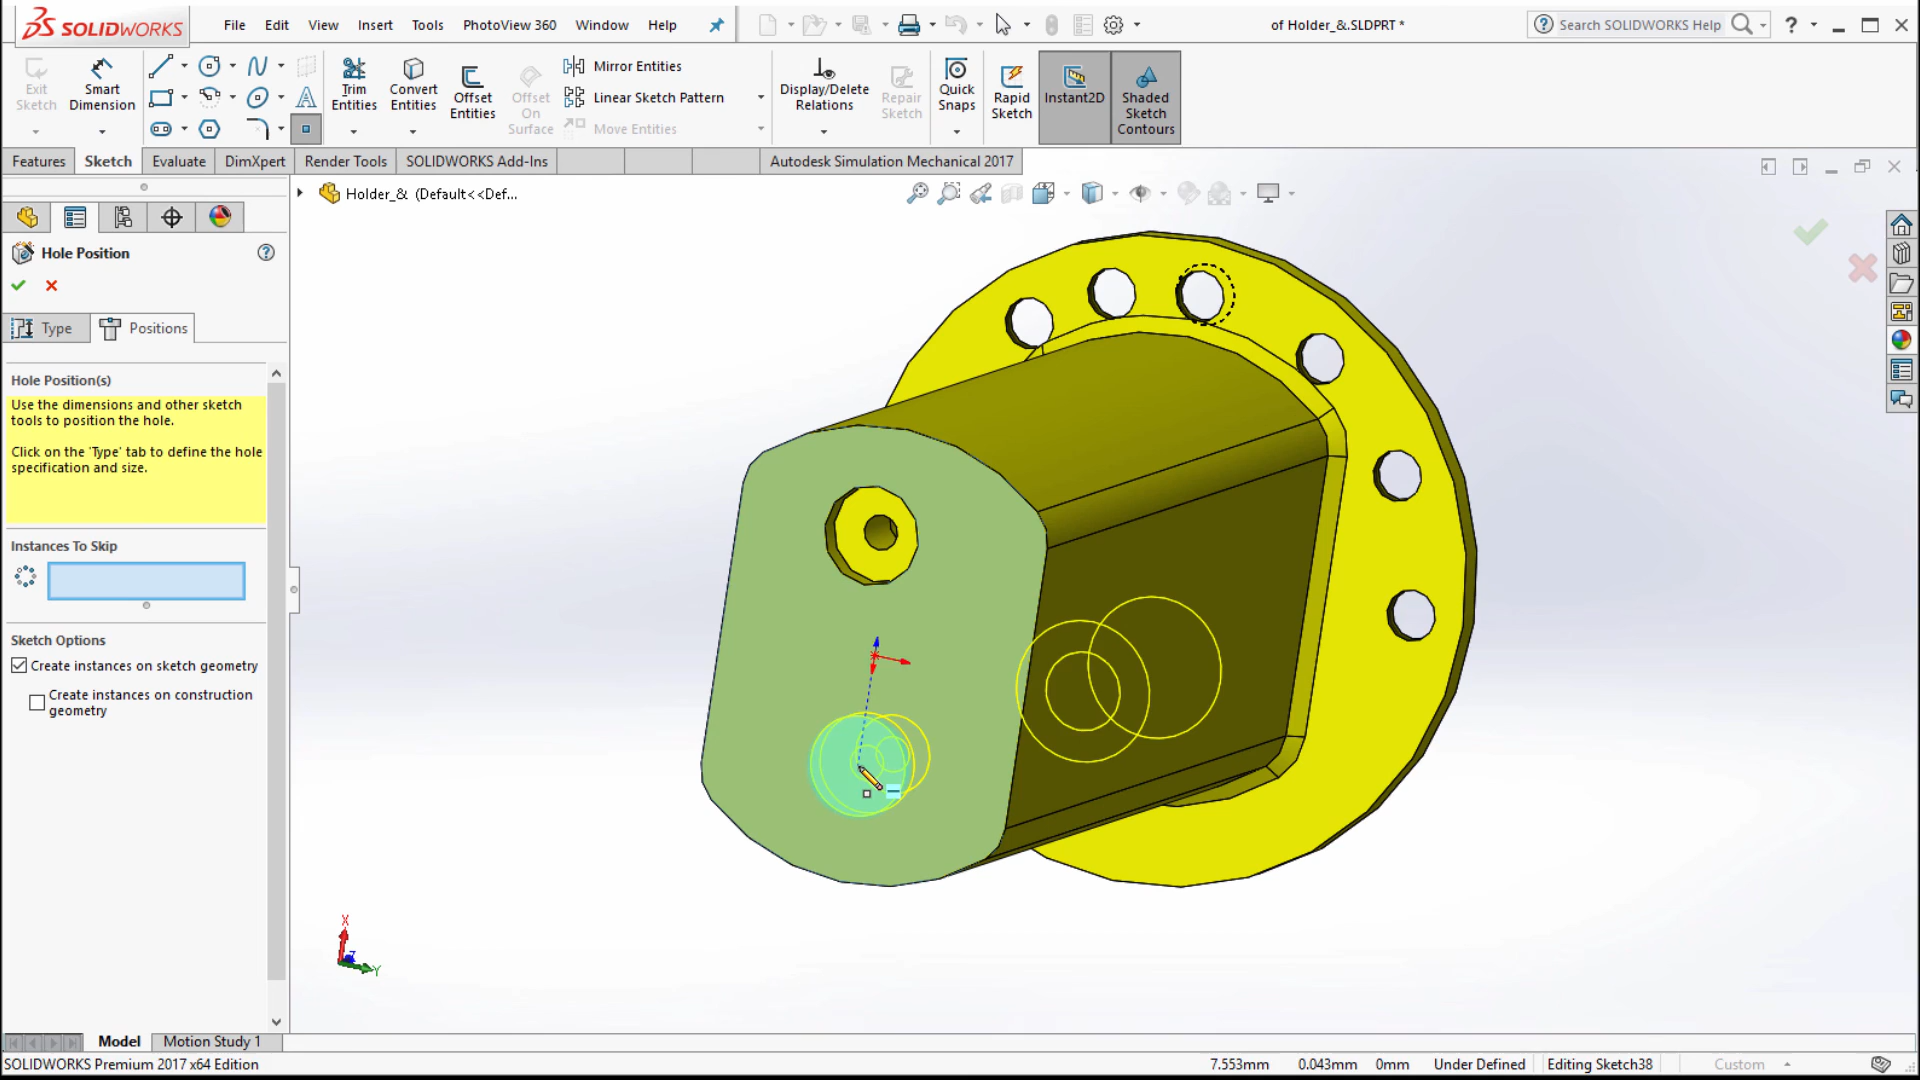 SOLIDWORKS
File Edit View Insert Tools PhotoView 360 Window Help
of Holder_&.SLDPRT *
Search SOLIDWORKS Help
?
Exit Sketch
Smart Dimension
Trim Entities
Convert Entities
Offset Entities
Offset On Surface
Mirror Entities
Linear Sketch Pattern
Move Entities
Display/Delete Relations
Repair Sketch
Quick Snaps
Rapid Sketch
Instant2D
Shaded Sketch Contours
Features Sketch Evaluate DimXpert Render Tools SOLIDWORKS Add-Ins Autodesk Simulation Mechanical 2017
Holder_& (Default<<Def...
Hole Position
?
Type Positions
Hole Position(s)
Use the dimensions and other sketch
tools to position the hole.
Click on the 'Type' tab to define the hole
specification and size.
Instances To Skip
Sketch Options
Create instances on sketch geometry
Create instances on construction
geometry
X
Z
Y
Model Motion Study 1
SOLIDWORKS Premium 2017 x64 Edition
7.553mm 0.043mm 0mm Under Defined Editing Sketch38 Custom